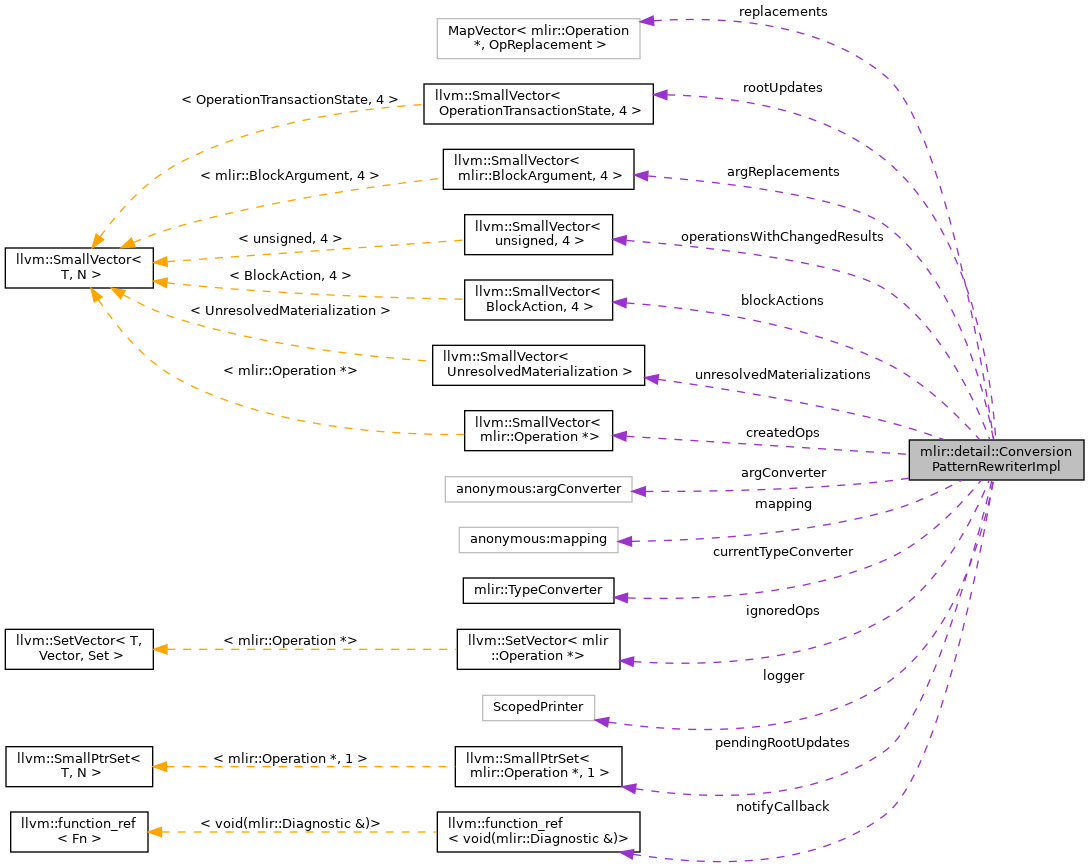 replacements
MapVector< mlir::Operation
*, OpReplacement >
rootUpdates
llvm::SmallVector<
OperationTransactionState, 4 >
< OperationTransactionState, 4 >
argReplacements
llvm::SmallVector<
mlir::BlockArgument, 4 >
< mlir::BlockArgument, 4 >
operationsWithChangedResults
llvm::SmallVector<
unsigned, 4 >
< unsigned, 4 >
llvm::SmallVector<
T, N >
< BlockAction, 4 >
llvm::SmallVector<
BlockAction, 4 >
blockActions
< UnresolvedMaterialization >
llvm::SmallVector<
UnresolvedMaterialization >
unresolvedMaterializations
< mlir::Operation *>
llvm::SmallVector<
mlir::Operation *>
createdOps
mlir::detail::Conversion
PatternRewriterImpl
argConverter
anonymous:argConverter
mapping
anonymous:mapping
currentTypeConverter
mlir::TypeConverter
ignoredOps
llvm::SetVector< T,
Vector, Set >
< mlir::Operation *>
llvm::SetVector< mlir
::Operation *>
logger
ScopedPrinter
pendingRootUpdates
llvm::SmallPtrSet<
T, N >
< mlir::Operation *, 1 >
llvm::SmallPtrSet<
mlir::Operation *, 1 >
notifyCallback
llvm::function_ref
< Fn >
< void(mlir::Diagnostic &)>
llvm::function_ref
< void(mlir::Diagnostic &)>